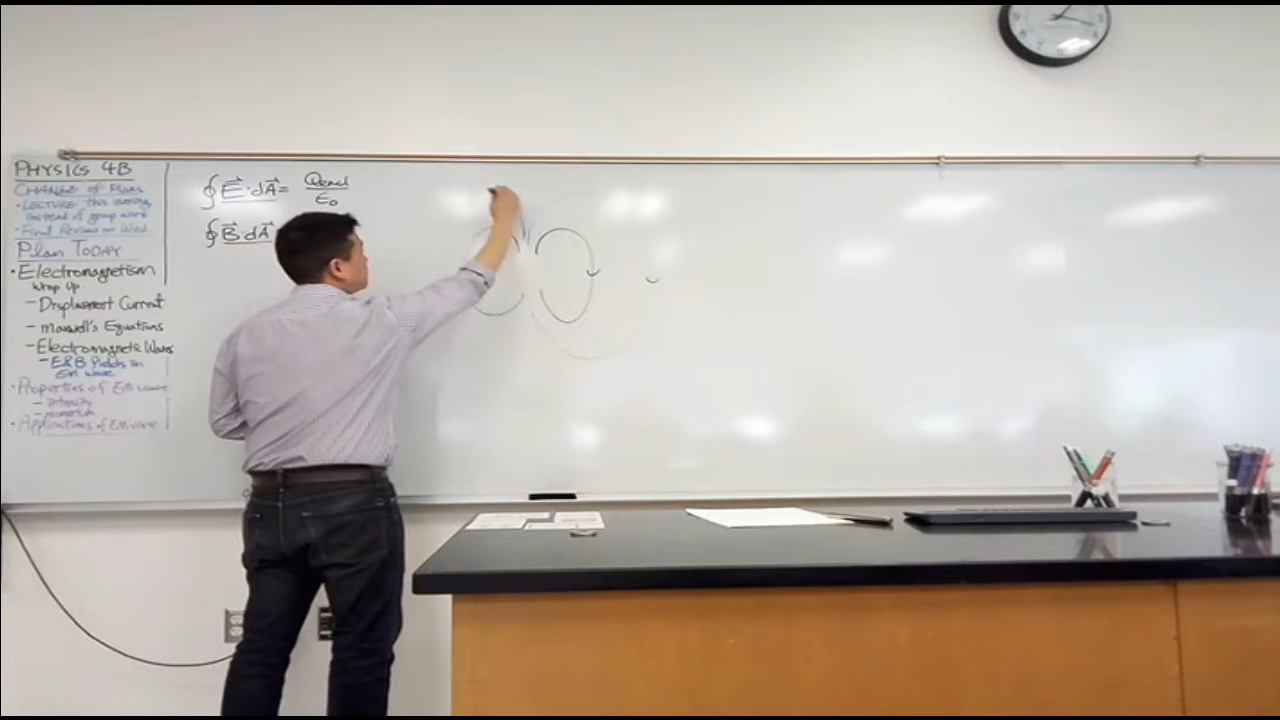 PHYSICS 4B
CHANGE of Plans
• LECTURE this evening
instead of group work
• Final Review on Wed.
Plan TODAY
• Electromagnetism
Wrap Up
- Displacement Current
- Maxwell's Equations
- Electromagnetic Waves
- E&B fields in
EM wave
• Properties of EM wave
- intensity
- momentum
• Applications of EM wave
∮ E⃗ · dA⃗ = Qencl / ε₀
∮ B⃗ dA⃗